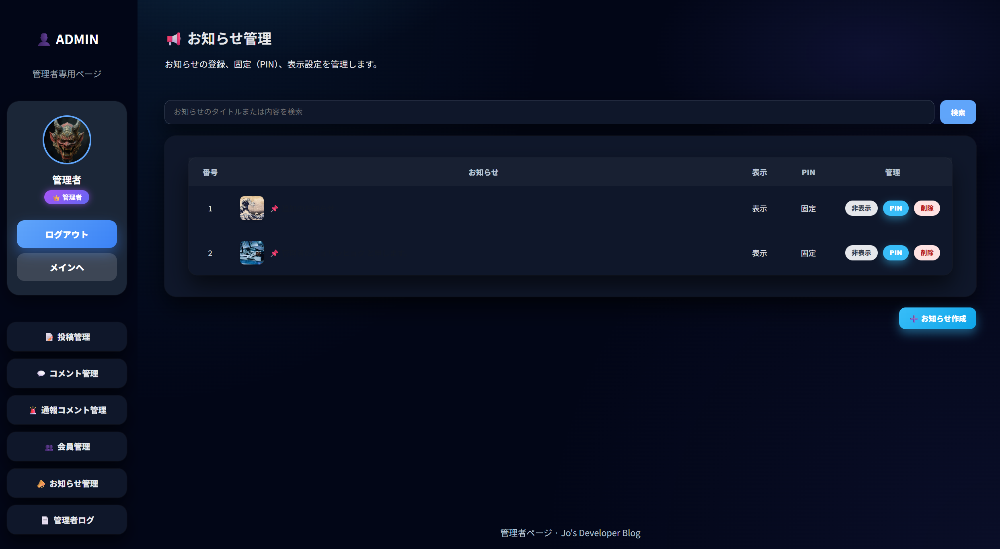 ADMIN
管理者専用ページ
管理者
管理者
ログアウト
メインへ
投稿管理
コメント管理
通報コメント管理
会員管理
お知らせ管理
管理者ログ
お知らせ管理
お知らせの登録、固定（PIN）、表示設定を管理します。
お知らせのタイトルまたは内容を検索
検索
番号 お知らせ 表示 PIN 管理
1 表示 固定 非表示 PIN 削除
2 表示 固定 非表示 PIN 削除
お知らせ作成
管理者ページ · Jo's Developer Blog